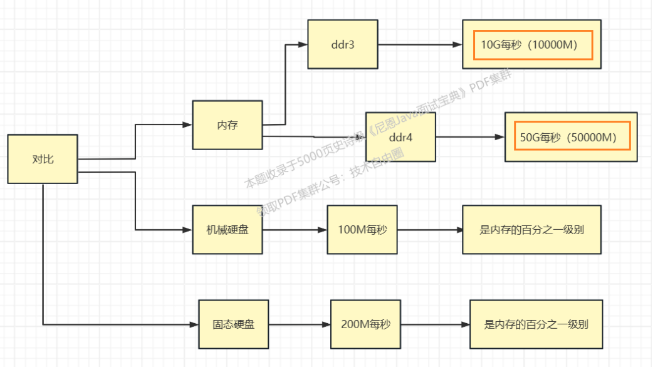 ddr3
10G每秒（10000M）
内存
ddr4
50G每秒（50000M）
对比
机械硬盘
100M每秒
是内存的百分之一级别
固态硬盘
200M每秒
是内存的百分之一级别
本题收录于5000页史诗级《尼恩Java面试宝典》PDF集群
领取PDF集群公号：技术自由圈